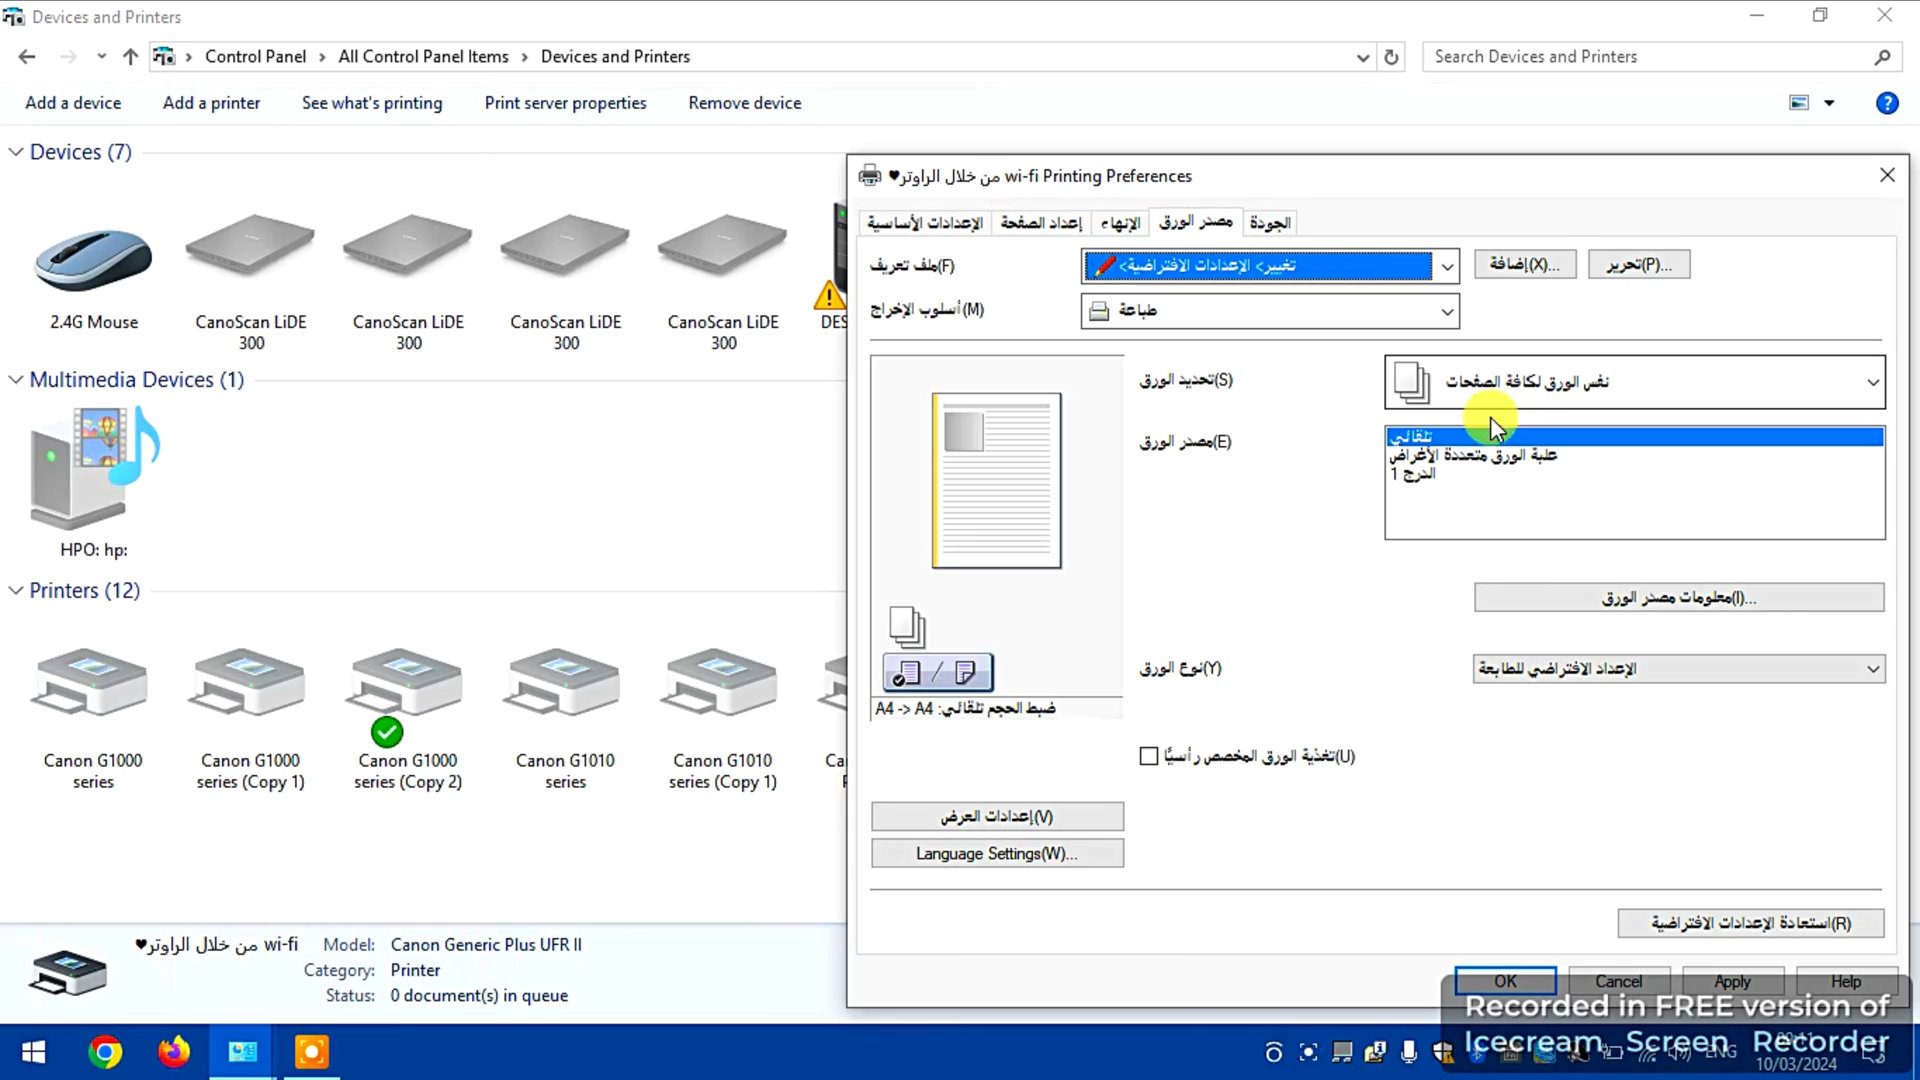 Devices and Printers
Control Panel > All Control Panel Items > Devices and Printers
Search Devices and Printers
Add a device
Add a printer
See what's printing
Print server properties
Remove device
Devices (7)
2.4G Mouse
CanoScan LiDE 300
CanoScan LiDE 300
CanoScan LiDE 300
CanoScan LiDE 300
DES
Multimedia Devices (1)
HPO: hp:
Printers (12)
Canon G1000 series
Canon G1000 series (Copy 1)
Canon G1000 series (Copy 2)
Canon G1010 series
Canon G1010 series (Copy 1)
wi-fi من خلال الراوتر♥
Model: Canon Generic Plus UFR II
Category: Printer
Status: 0 document(s) in queue
♥من خلال الراوتر wi-fi Printing Preferences
الإعدادات الأساسية
إعداد الصفحة
الإنهاء
مصدر الورق
الجودة
ملف تعريف(F)
<تغيير> الإعدادات الافتراضية
إضافة(X)...
تحرير(P)...
أسلوب الإخراج(M)
طباعة
تحديد الورق(S)
نفس الورق لكافة الصفحات
مصدر الورق(E)
تلقائي
علبة الورق متعددة الأغراض
الدرج 1
معلومات مصدر الورق(I)...
نوع الورق(Y)
الإعداد الافتراضي للطابعة
A4 -> A4 :ضبط الحجم تلقائي
تغذية الورق المخصص رأسيًا(U)
إعدادات العرض(V)
Language Settings(W)...
استعادة الإعدادات الافتراضية(R)
OK
Cancel
Apply
Help
Recorded in FREE version of
Icecream Screen Recorder
ENG
10/03/2024